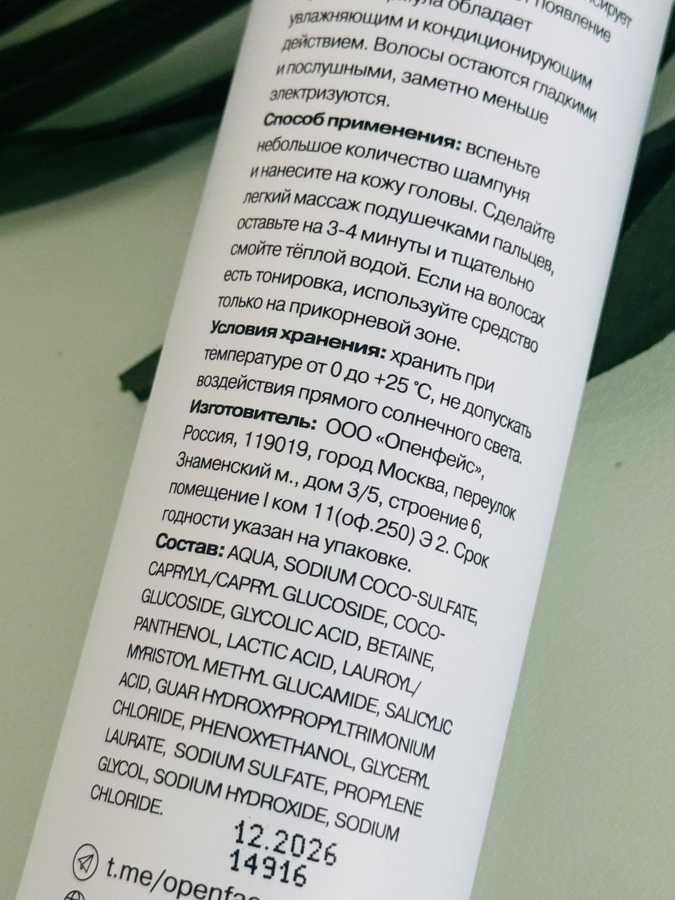 обладает
появление
увлажняющим и кондиционирующим
действием. Волосы остаются гладкими
и послушными, заметно меньше
электризуются.
Способ применения: вспеньте
небольшое количество шампуня
и нанесите на кожу головы. Сделайте
легкий массаж подушечками пальцев,
оставьте на 3-4 минуты и тщательно
смойте тёплой водой. Если на волосах
есть тонировка, используйте средство
только на прикорневой зоне.
Условия хранения: хранить при
температуре от 0 до +25 °С, не допускать
воздействия прямого солнечного света.
Изготовитель: ООО «Опенфейс»,
Россия, 119019, город Москва, переулок
Знаменский м., дом 3/5, строение 6,
помещение I ком 11(оф.250) Э 2. Срок
годности указан на упаковке.
Состав: AQUA, SODIUM COCO-SULFATE,
CAPRYLYL/CAPRYL GLUCOSIDE, COCO-
GLUCOSIDE, GLYCOLIC ACID, BETAINE,
PANTHENOL, LACTIC ACID, LAUROYL/
MYRISTOYL METHYL GLUCAMIDE, SALICYLIC
ACID, GUAR HYDROXYPROPYLTRIMONIUM
CHLORIDE, PHENOXYETHANOL, GLYCERYL
LAURATE, SODIUM SULFATE, PROPYLENE
GLYCOL, SODIUM HYDROXIDE, SODIUM
CHLORIDE.
12.2026
14916
t.me/openfac